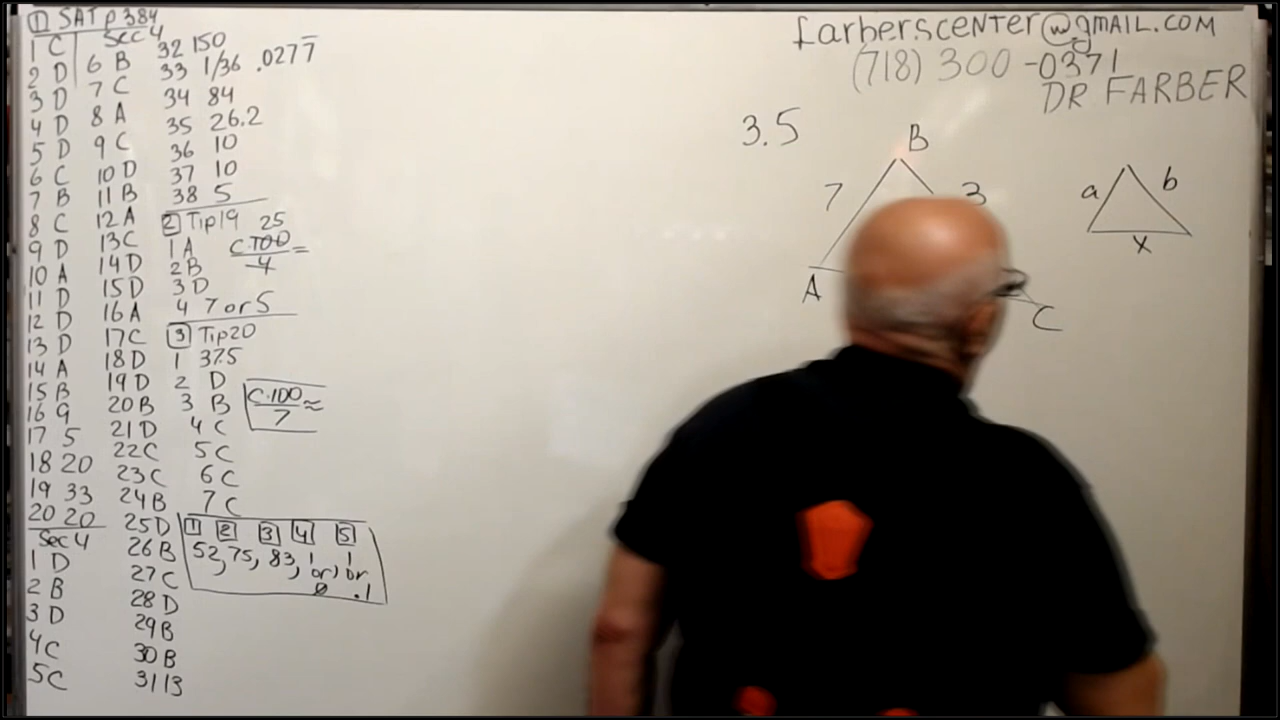 1 SAT p 384
Sec 4
1 C
2 D
3 D
4 D
5 D
6 C
7 B
8 C
9 D
10 A
11 D
12 D
13 D
14 A
15 B
16 9
17 5
18 20
19 33
20 20
Sec 4
1 D
2 B
3 D
4 C
5 C
6 B
7 C
8 A
9 C
10 D
11 B
12 A
13 C
14 D
15 D
16 A
17 C
18 D
19 D
20 B
21 D
22 C
23 C
24 B
25 D
26 B
27 C
28 D
29 B
30 B
31 13
32 150
33 1/36 .0277
34 84
35 26.2
36 10
37 10
38 5
2 Tip19
1 A
2 B
3 D
4 7 or 5
25
C·100
4
=
3 Tip20
1 37.5
2 D
3 B
4 C
5 C
6 C
7 C
C·100
7
≈
1 2 3 4 5
52, 75, 83, 1 or 0, 1 or .1
farberscenter@gmail.com
(718) 300-0371
DR FARBER
3.5
B
7
3
A
C
a
b
x